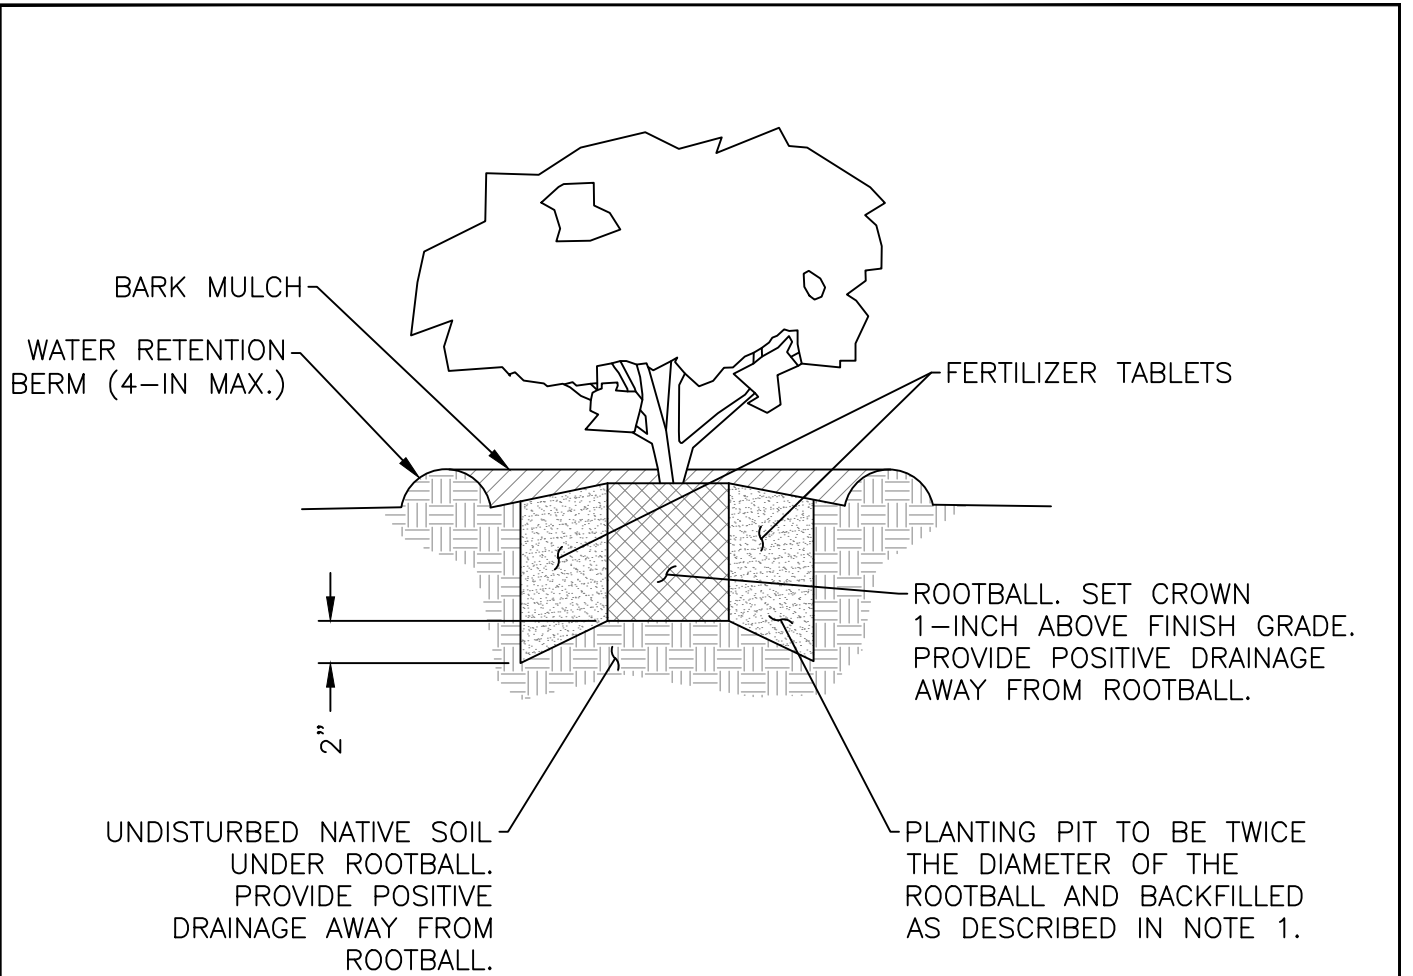 BARK MULCH
WATER RETENTION
BERM (4-IN MAX.)
FERTILIZER TABLETS
ROOTBALL. SET CROWN
1-INCH ABOVE FINISH GRADE.
PROVIDE POSITIVE DRAINAGE
AWAY FROM ROOTBALL.
2"
UNDISTURBED NATIVE SOIL
UNDER ROOTBALL.
PROVIDE POSITIVE
DRAINAGE AWAY FROM
ROOTBALL.
PLANTING PIT TO BE TWICE
THE DIAMETER OF THE
ROOTBALL AND BACKFILLED
AS DESCRIBED IN NOTE 1.